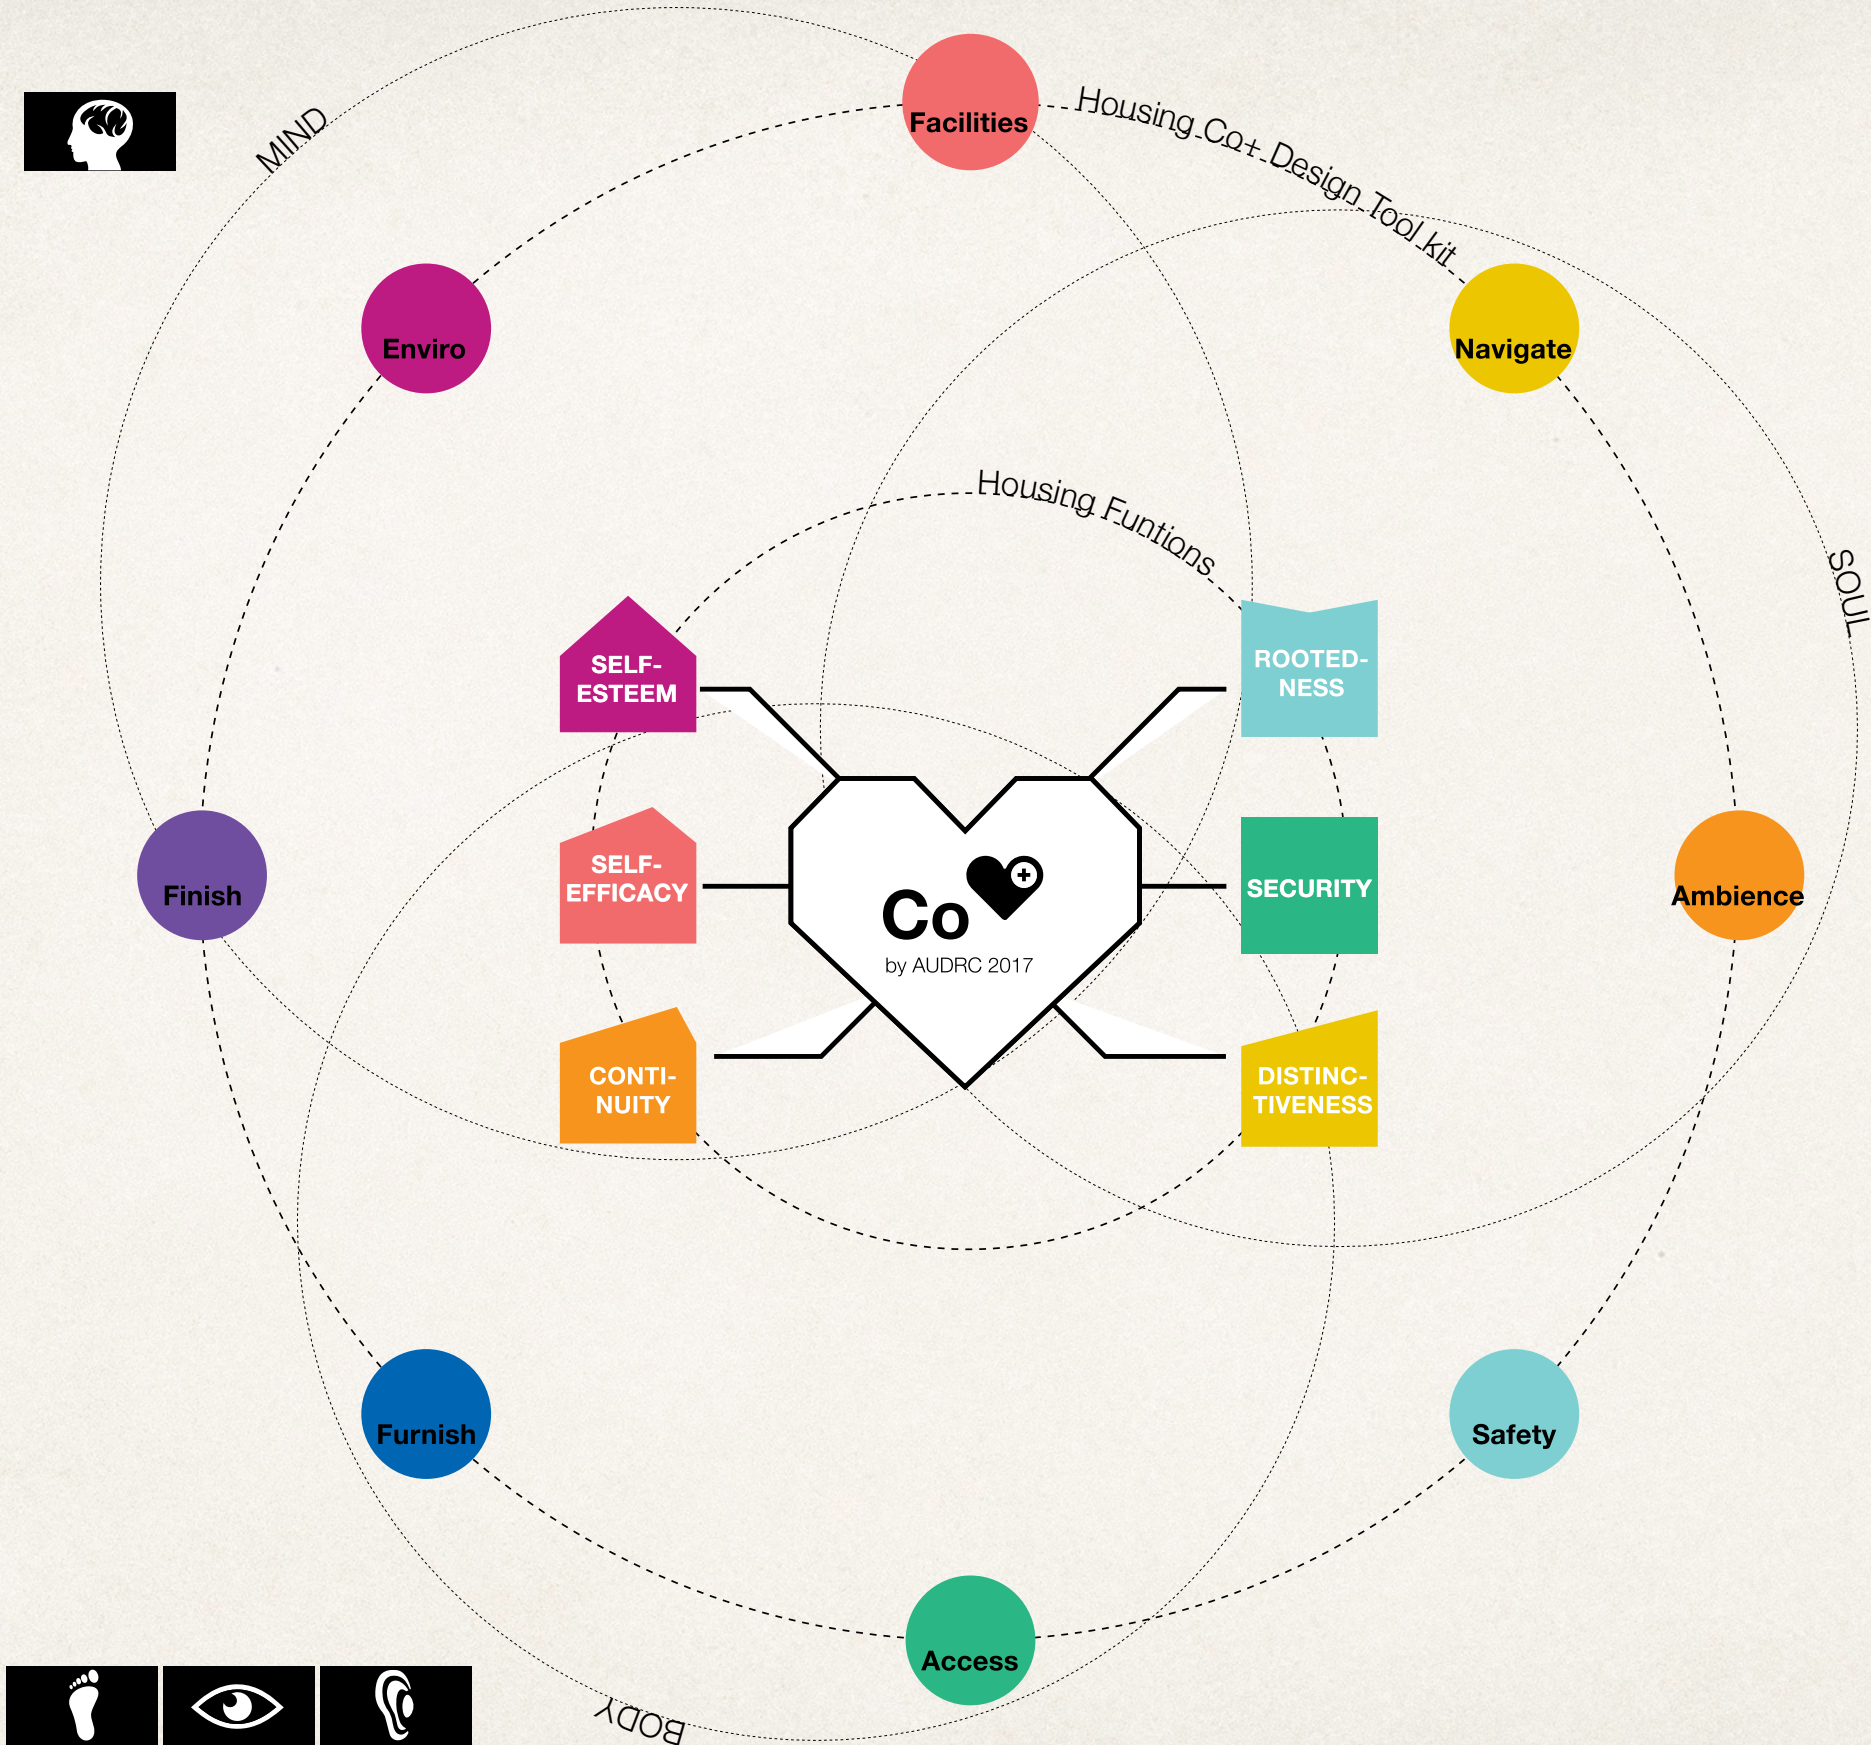 Facilities
Housing Co+ Design Tool kit
MIND
Enviro
Navigate
Housing Funtions
SOUL
SELF-
ESTEEM
ROOTED-
NESS
SELF-
EFFICACY
SECURITY
Finish
Ambience
Co
by AUDRC 2017
CONTI-
NUITY
DISTINC-
TIVENESS
Furnish
Safety
Access
BODY